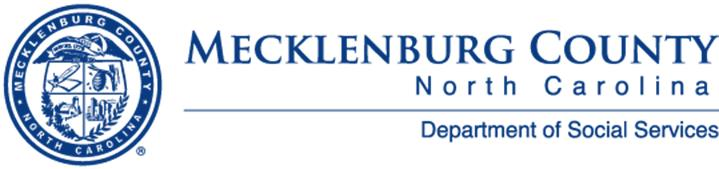 MECKLENBURG COUNTY
NORTH CAROLINA
®
MECKLENBURG COUNTY
North Carolina
Department of Social Services